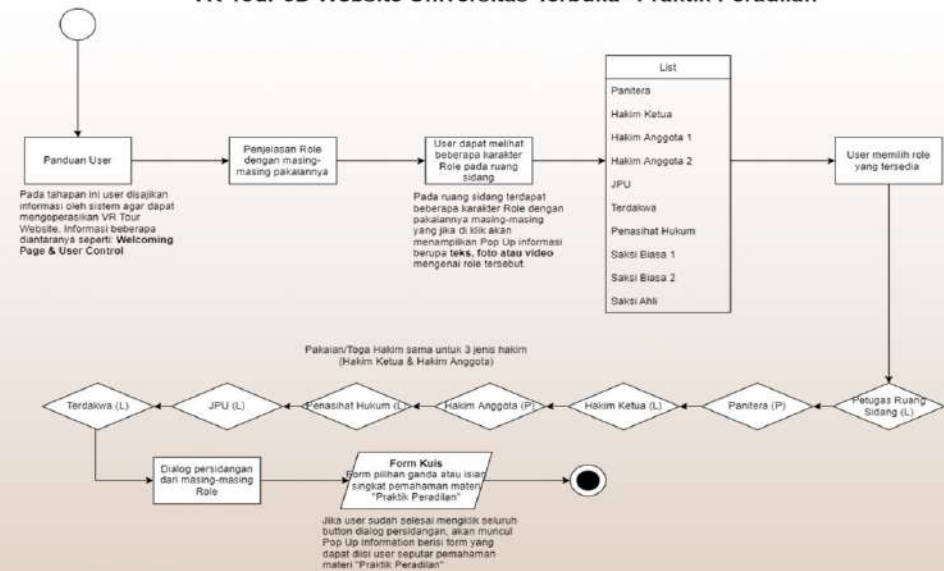 VR Tour 3D Website Universitas Terbuka "Praktik Peradilan"
Panduan User
Pada tahapan ini user disajikan
informasi oleh sistem agar dapat
mengoperasikan VR Tour
Website. Informasi beberapa
diantaranya seperti: Welcoming
Page & User Control
Penjelasan Role
dengan masing-
masing pakaiannya
User dapat melihat
beberapa karakter
Role pada ruang
sidang
Pada ruang sidang terdapat
beberapa karakter Role dengan
pakaiannya masing-masing
yang jika di klik akan
menampilkan Pop Up informasi
berupa teks, foto atau video
mengenai role tersebut.
List
Panitera
Hakim Ketua
Hakim Anggota 1
Hakim Anggota 2
JPU
Terdakwa
Penasihat Hukum
Saksi Biasa 1
Saksi Biasa 2
Saksi Ahli
User memilih role
yang tersedia
Pakaian/Toga Hakim sama untuk 3 jenis hakim
(Hakim Ketua & Hakim Anggota)
Terdakwa (L)
JPU (L)
Penasihat Hukum (L)
Hakim Anggota (P)
Hakim Ketua (L)
Panitera (P)
Petugas Ruang
Sidang (L)
Dialog persidangan
dari masing-masing
Role
Form Kuis
Form pilihan ganda atau isian
singkat pemahaman materi
"Praktik Peradilan"
Jika user sudah selesai mengklik seluruh
button dialog persidangan, akan muncul
Pop Up information berisi form yang
dapat diisi user seputar pemahaman
materi "Praktik Peradilan"